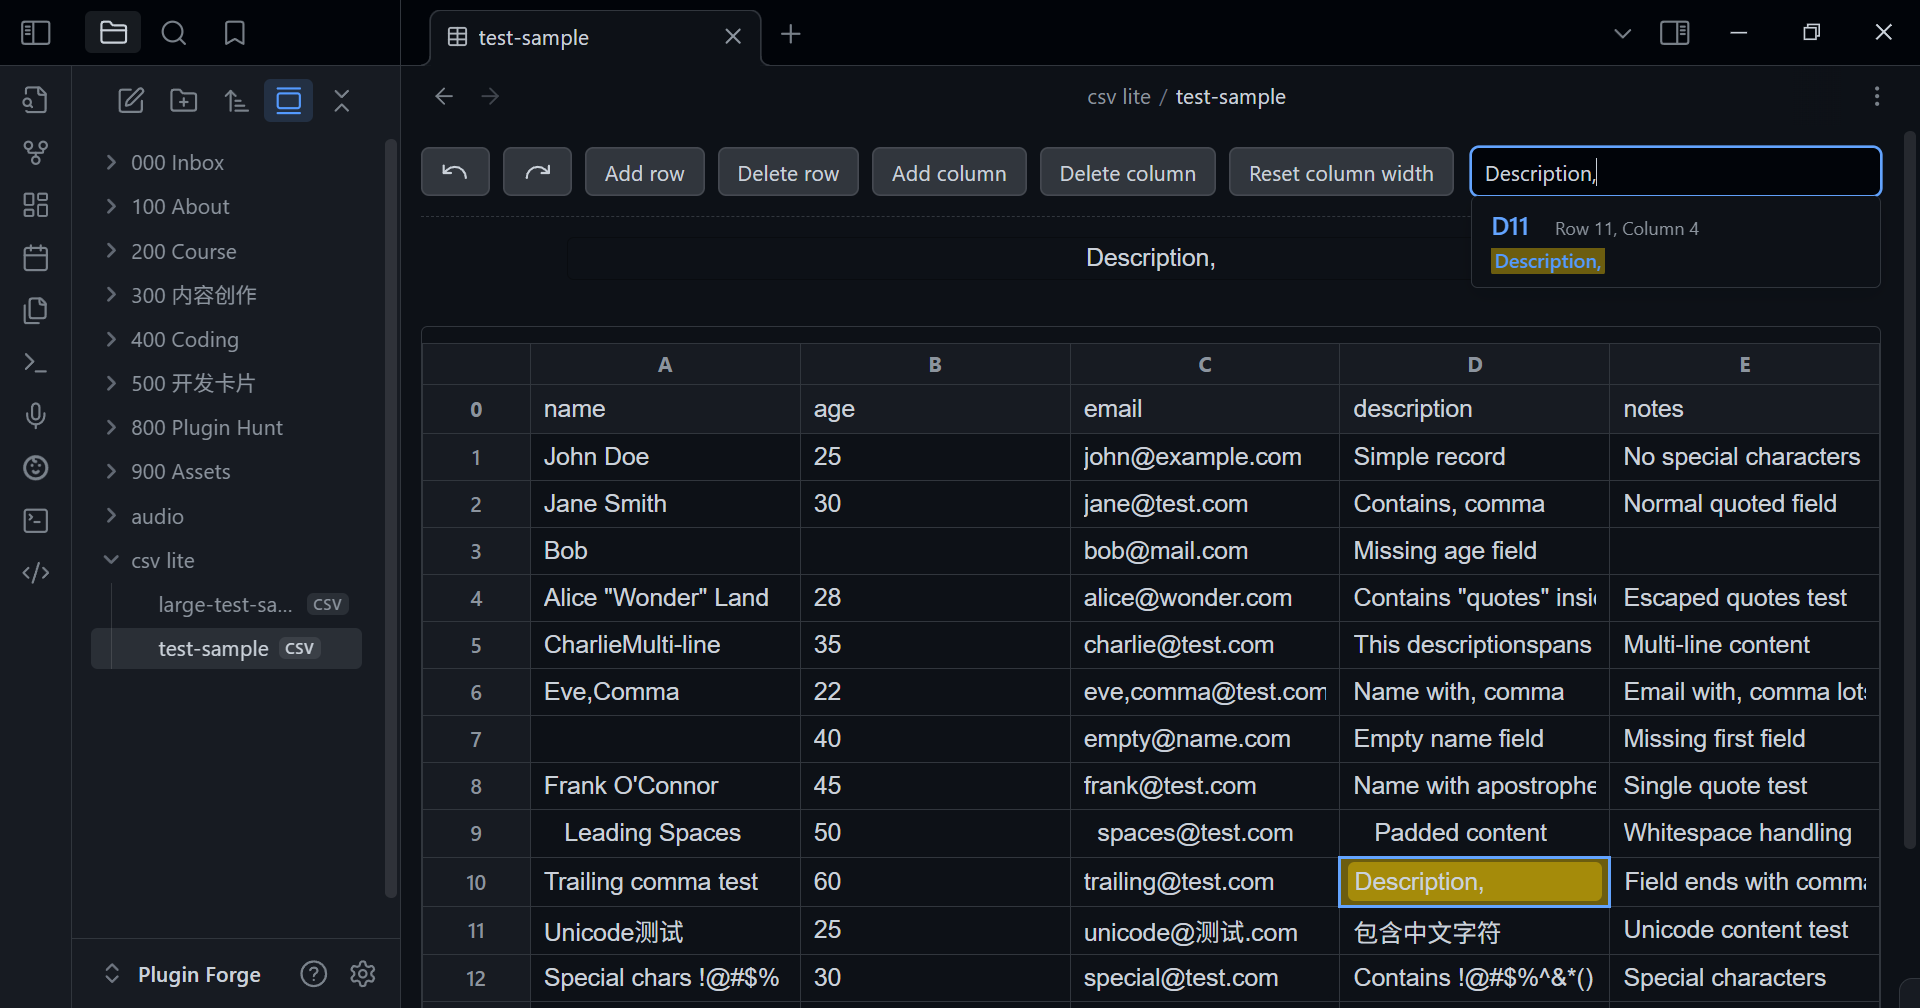 test-sample
csv lite / test-sample
Add row
Delete row
Add column
Delete column
Reset column width
Description,
D11 Row 11, Column 4
Description,
Description,
000 Inbox
100 About
200 Course
300 内容创作
400 Coding
500 开发卡片
800 Plugin Hunt
900 Assets
audio
csv lite
large-test-sa... CSV
test-sample CSV
Plugin Forge
A B C D E
0 name age email description notes
1 John Doe 25 john@example.com Simple record No special characters
2 Jane Smith 30 jane@test.com Contains, comma Normal quoted field
3 Bob bob@mail.com Missing age field
4 Alice "Wonder" Land 28 alice@wonder.com Contains "quotes" insi Escaped quotes test
5 CharlieMulti-line 35 charlie@test.com This descriptionspans Multi-line content
6 Eve,Comma 22 eve,comma@test.com Name with, comma Email with, comma lot
7 40 empty@name.com Empty name field Missing first field
8 Frank O'Connor 45 frank@test.com Name with apostrophe Single quote test
9 Leading Spaces 50 spaces@test.com Padded content Whitespace handling
10 Trailing comma test 60 trailing@test.com Description, Field ends with comma
11 Unicode测试 25 unicode@测试.com 包含中文字符 Unicode content test
12 Special chars !@#$% 30 special@test.com Contains !@#$%^&*() Special characters